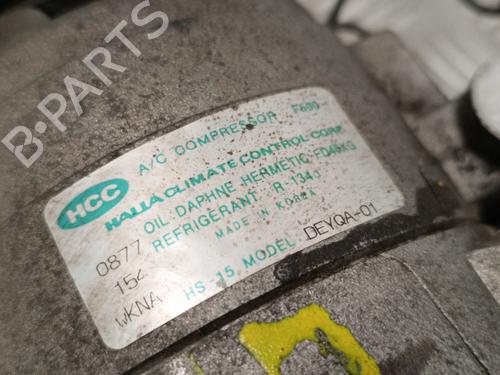 B-PARTS
HCC
A/C COMPRESSOR F500
HALLA CLIMATE CONTROL CORP.
OIL DAPHNE HERMETIC
REFRIGERANT R-134a
MADE IN KOREA
0877
154
WKNA
HS-15 MODEL DEYQA-01